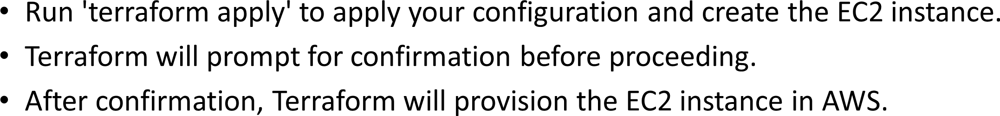 • Run 'terraform apply' to apply your configuration and create the EC2 instance.
• Terraform will prompt for confirmation before proceeding.
• After confirmation, Terraform will provision the EC2 instance in AWS.